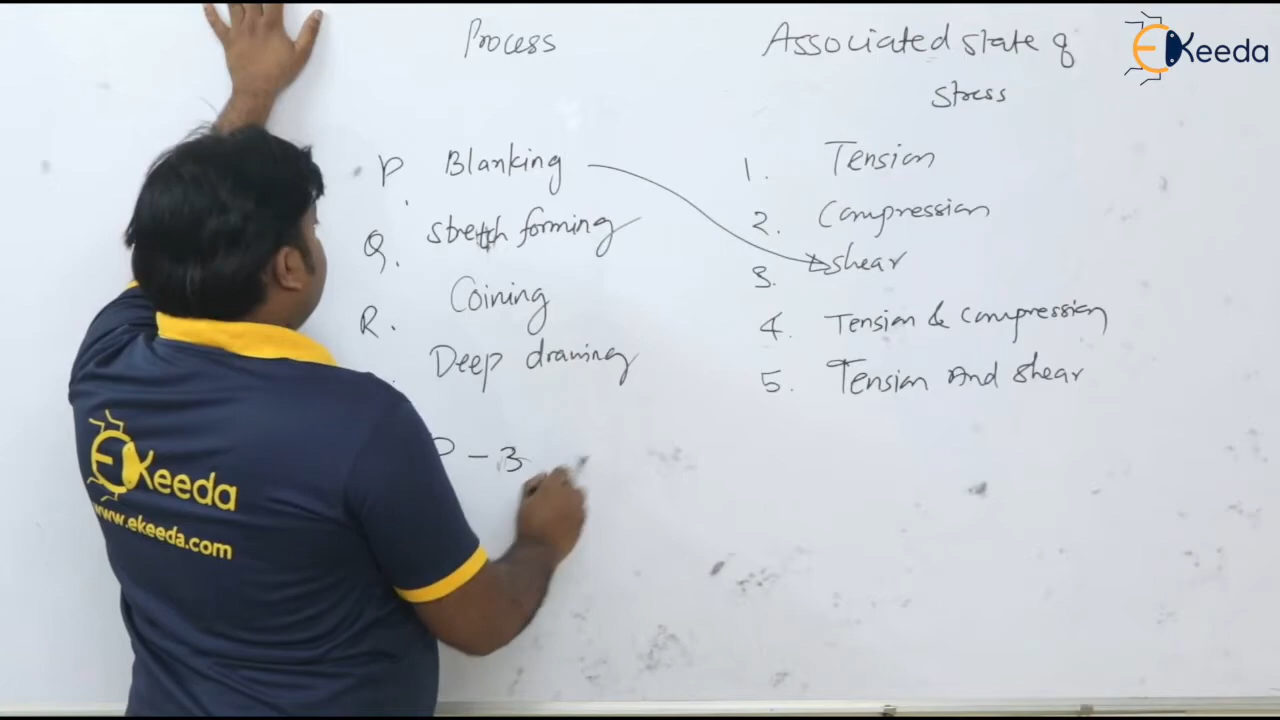 Process
Associated state of
stress
EKeeda
P. Blanking
1. Tension
Q. stretch forming
2. Compression
3. shear
R. Coining
4. Tension & compression
Deep drawing
5. Tension And shear
P - 3
EKeeda
www.ekeeda.com